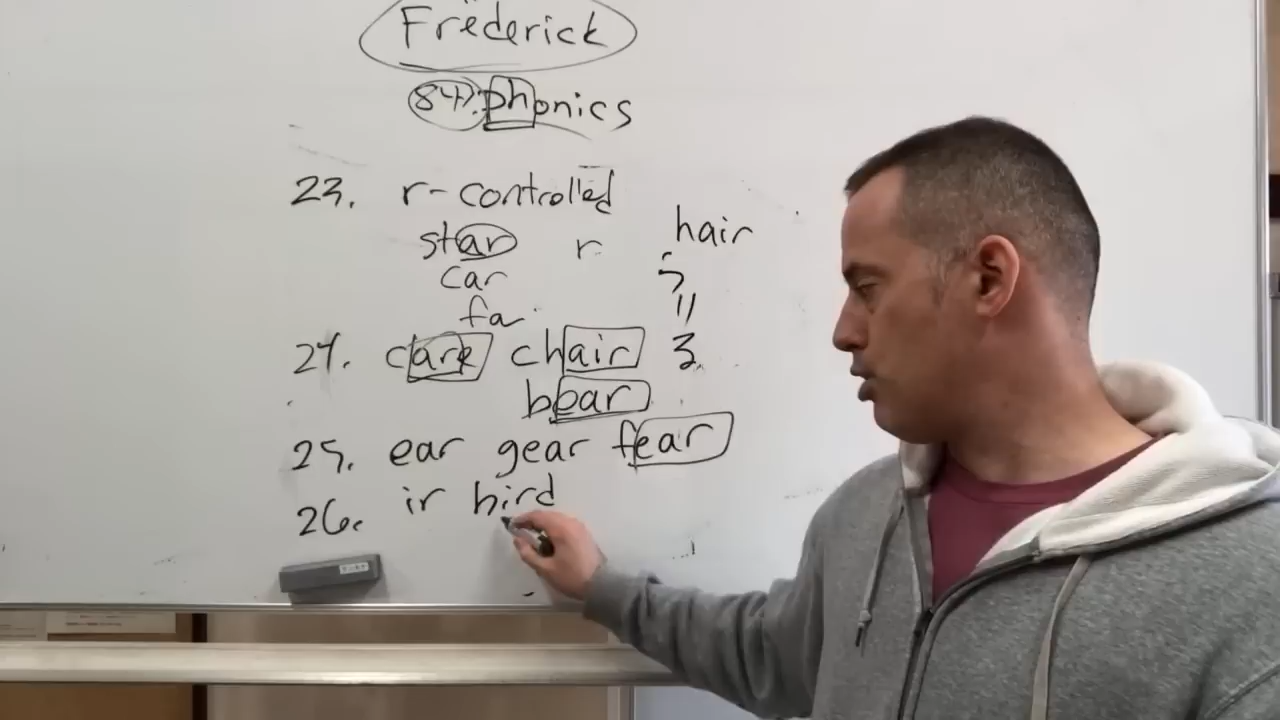 Frederick
84%: phonics
23. r-controlled
star r hair
car
fa
24. care chair 3.
bear
25. ear gear fear
26. ir bird